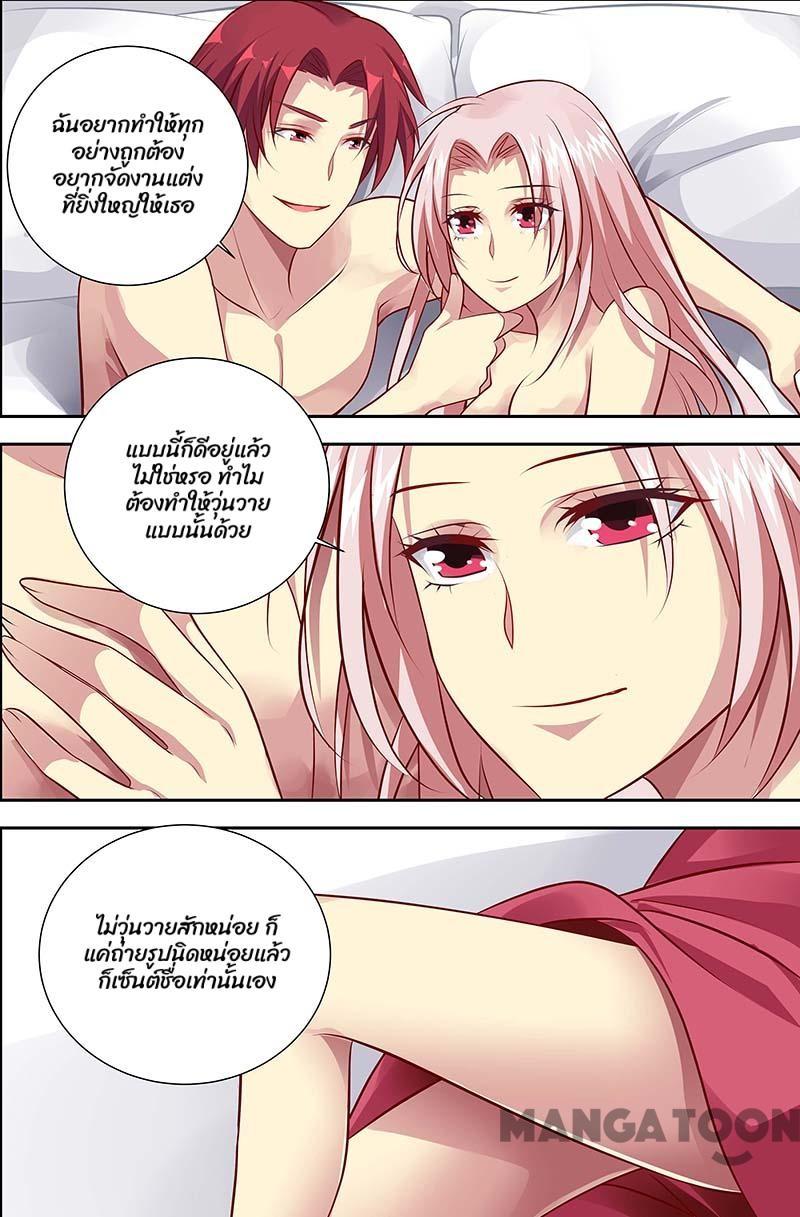 ฉันอยากทำให้ทุก
อย่างถูกต้อง
อยากจัดงานแต่ง
ที่ยิ่งใหญ่ให้เธอ
แบบนี้ก็ดีอยู่แล้ว
ไม่ใช่หรอ ทำไม
ต้องทำให้วุ่นวาย
แบบนั้นด้วย
ไม่วุ่นวายสักหน่อย ก็
แค่ถ่ายรูปนิดหน่อยแล้ว
ก็เซ็นต์ชื่อเท่านั้นเอง
MANGATOON